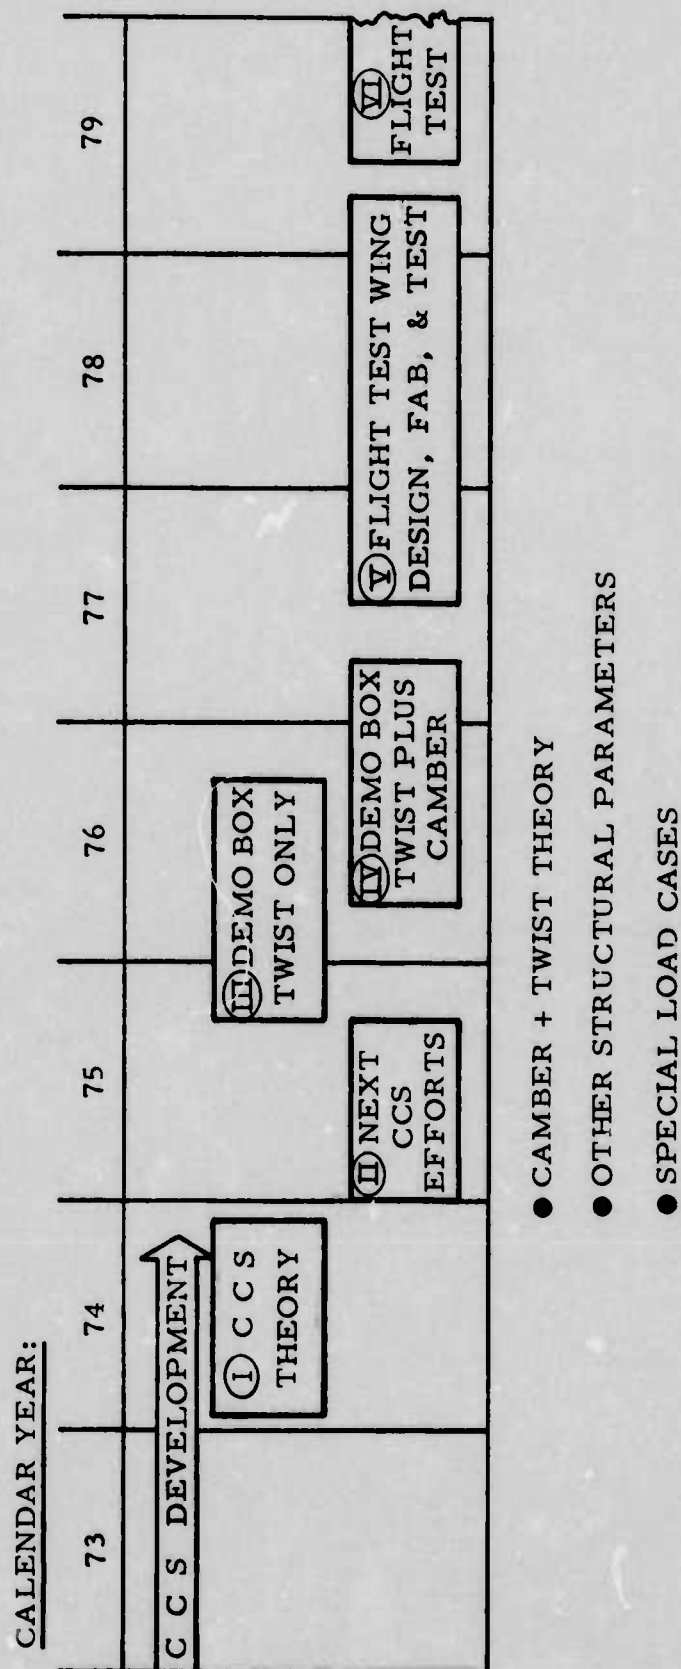 CALENDAR YEAR:
73 74 75 76 77 78 79
C C S DEVELOPMENT
I C C S
THEORY
II NEXT
CCS
EFFORTS
III DEMO BOX
TWIST ONLY
IV DEMO BOX
TWIST PLUS
CAMBER
V FLIGHT TEST WING
DESIGN, FAB, & TEST
VI
FLIGHT
TEST
● CAMBER + TWIST THEORY
● OTHER STRUCTURAL PARAMETERS
● SPECIAL LOAD CASES